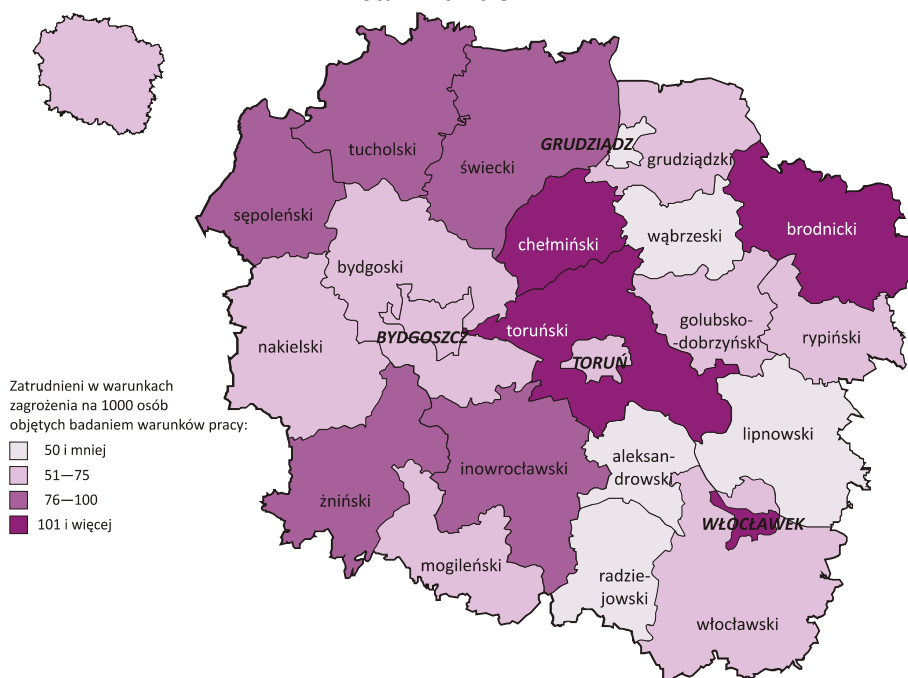 GRUDZIĄDZ
tucholski
grudziądzki
świecki
sępoleński
brodnicki
chełmiński
wąbrzeski
bydgoski
toruński
golubsko-
-dobrzyński
BYDGOSZCZ
rypiński
nakielski
TORUŃ
Zatrudnieni w warunkach
zagrożenia na 1000 osób
objętych badaniem warunków pracy:
50 i mniej
51—75
76—100
101 i więcej
lipnowski
aleksan-
drowski
inowrocławski
żniński
WŁOCŁAWEK
mogileński
radzie-
jowski
włocławski